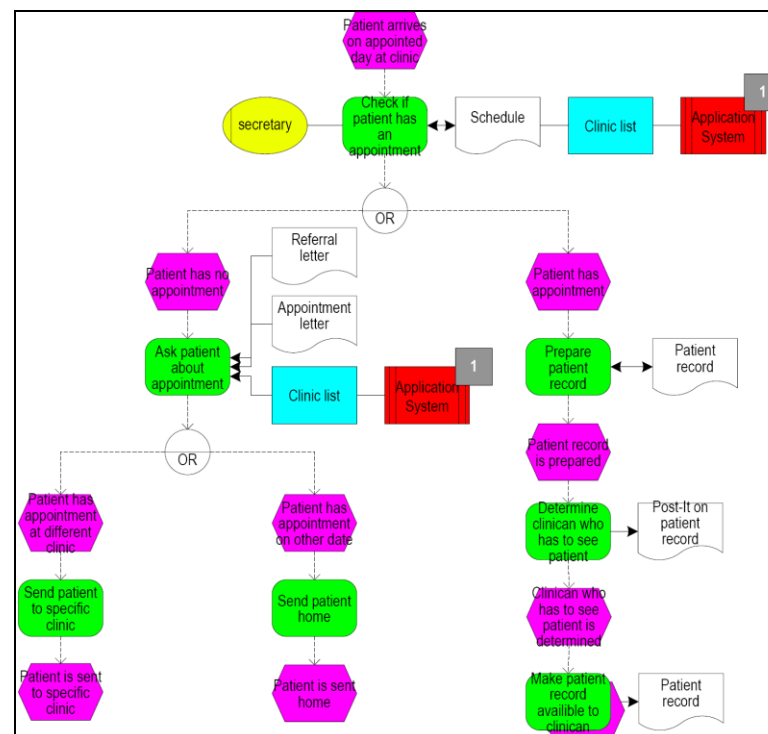 Patient arrives
on appointed
day at clinic
1
secretary
Check if
patient has
an
appointment
Schedule
Clinic list
Application
System
OR
Patient has no
appointment
Referral
letter
Patient has
appointment
Appointment
letter
Ask patient
about
appointment
1
Clinic list
Application
System
Prepare
patient
record
Patient
record
OR
Patient record
is prepared
Patient has
appointment
at different
clinic
Patient has
appointment
on other date
Determine
clinican who
has to see
patient
Post-It on
patient
record
Send patient
to specific
clinic
Send patient
home
Clinican who
has to see
patient is
determined
Patient is sent
to specific
clinic
Patient is sent
home
Make patient
record
availible to
clinican
Patient
record